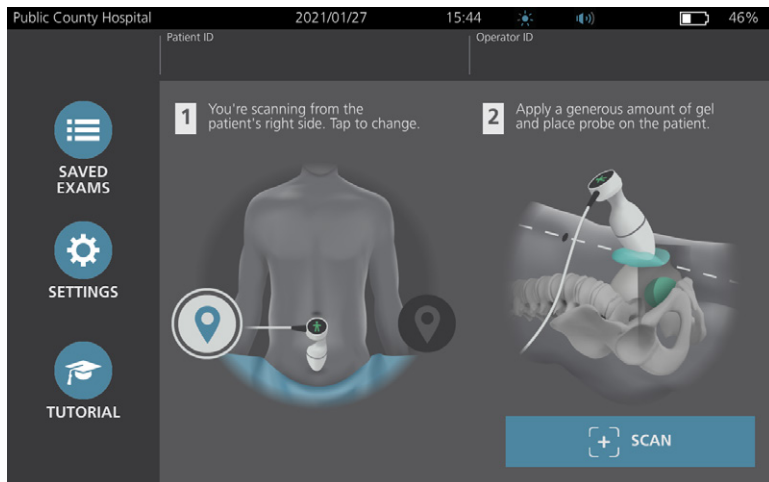 Public County Hospital 2021/01/27 15:44 46%
Patient ID
Operator ID
1 You're scanning from the
patient's right side. Tap to change.
2 Apply a generous amount of gel
and place probe on the patient.
SAVED
EXAMS
SETTINGS
TUTORIAL
SCAN